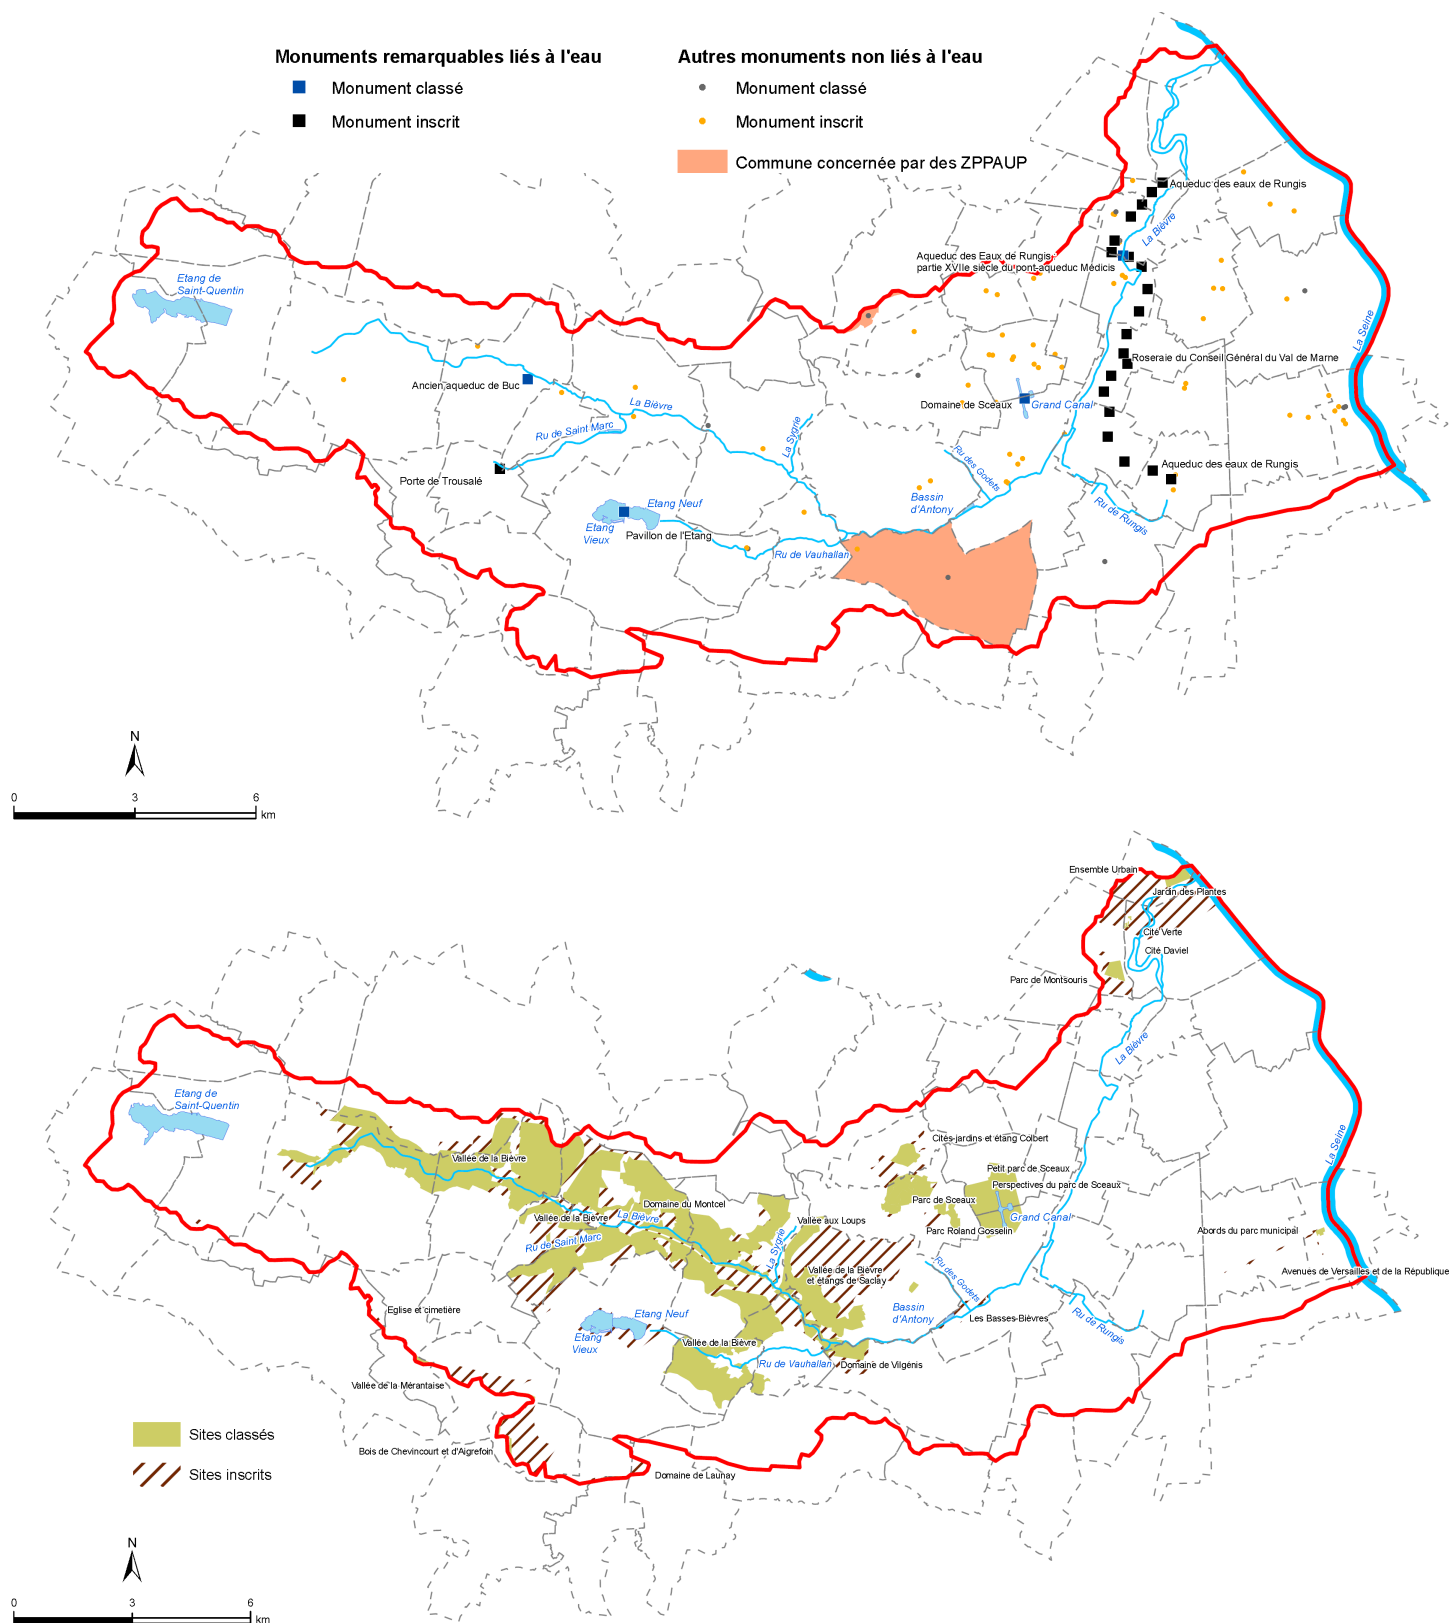 Monuments remarquables liés à l'eau
Monument classé
Monument inscrit
Autres monuments non liés à l'eau
Monument classé
Monument inscrit
Commune concernée par des ZPPAUP
Aqueduc des eaux de Rungis
La Bièvre
Aqueduc des Eaux de Rungis :
partie XVIIe siècle du pont-aqueduc Médicis
Etang de
Saint-Quentin
La Seine
Roseraie du Conseil Général du Val de Marne
Ancien aqueduc de Buc
La Bièvre
Domaine de Sceaux
Grand Canal
Ru de Saint Marc
La Sygrie
Porte de Trousalé
Ru des Godets
Aqueduc des eaux de Rungis
Etang Neuf
Bassin
d'Antony
Ru de Rungis
Etang
Vieux
Pavillon de l'Etang
Ru de Vauhallan
N
0 3 6
km
Ensemble Urbain
Jardin des Plantes
Cité Verte
Cité Daviel
Parc de Montsouris
La Bièvre
Etang de
Saint-Quentin
La Seine
Cités-jardins et étang Colbert
Vallée de la Bièvre
Petit parc de Sceaux
Perspectives du parc de Sceaux
Domaine du Montcel
Parc de Sceaux
Vallée de la Bièvre
La Bièvre
Vallée aux Loups
Grand Canal
Parc Roland Gosselin
Abords du parc municipal
Ru de Saint Marc
La Sygrie
Vallée de la Bièvre
et étangs de Saclay
Ru des Godets
Avenues de Versailles et de la République
Eglise et cimetière
Etang Neuf
Bassin
d'Antony
Les Basses-Bièvres
Ru de Rungis
Etang
Vieux
Vallée de la Bièvre
Ru de Vauhallan
Domaine de Vilgénis
Vallée de la Mérantaise
Sites classés
Bois de Chevincourt et d'Aigrefoin
Sites inscrits
Domaine de Launay
N
0 3 6
km